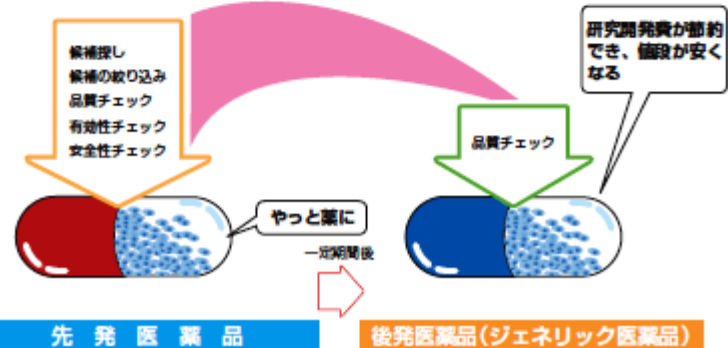 候補探し
候補の絞り込み
品質チェック
有効性チェック
安全性チェック
やっと薬に
一定期間後
品質チェック
研究開発費が節約
でき、値段が安く
なる
先発医薬品
後発医薬品(ジェネリック医薬品)